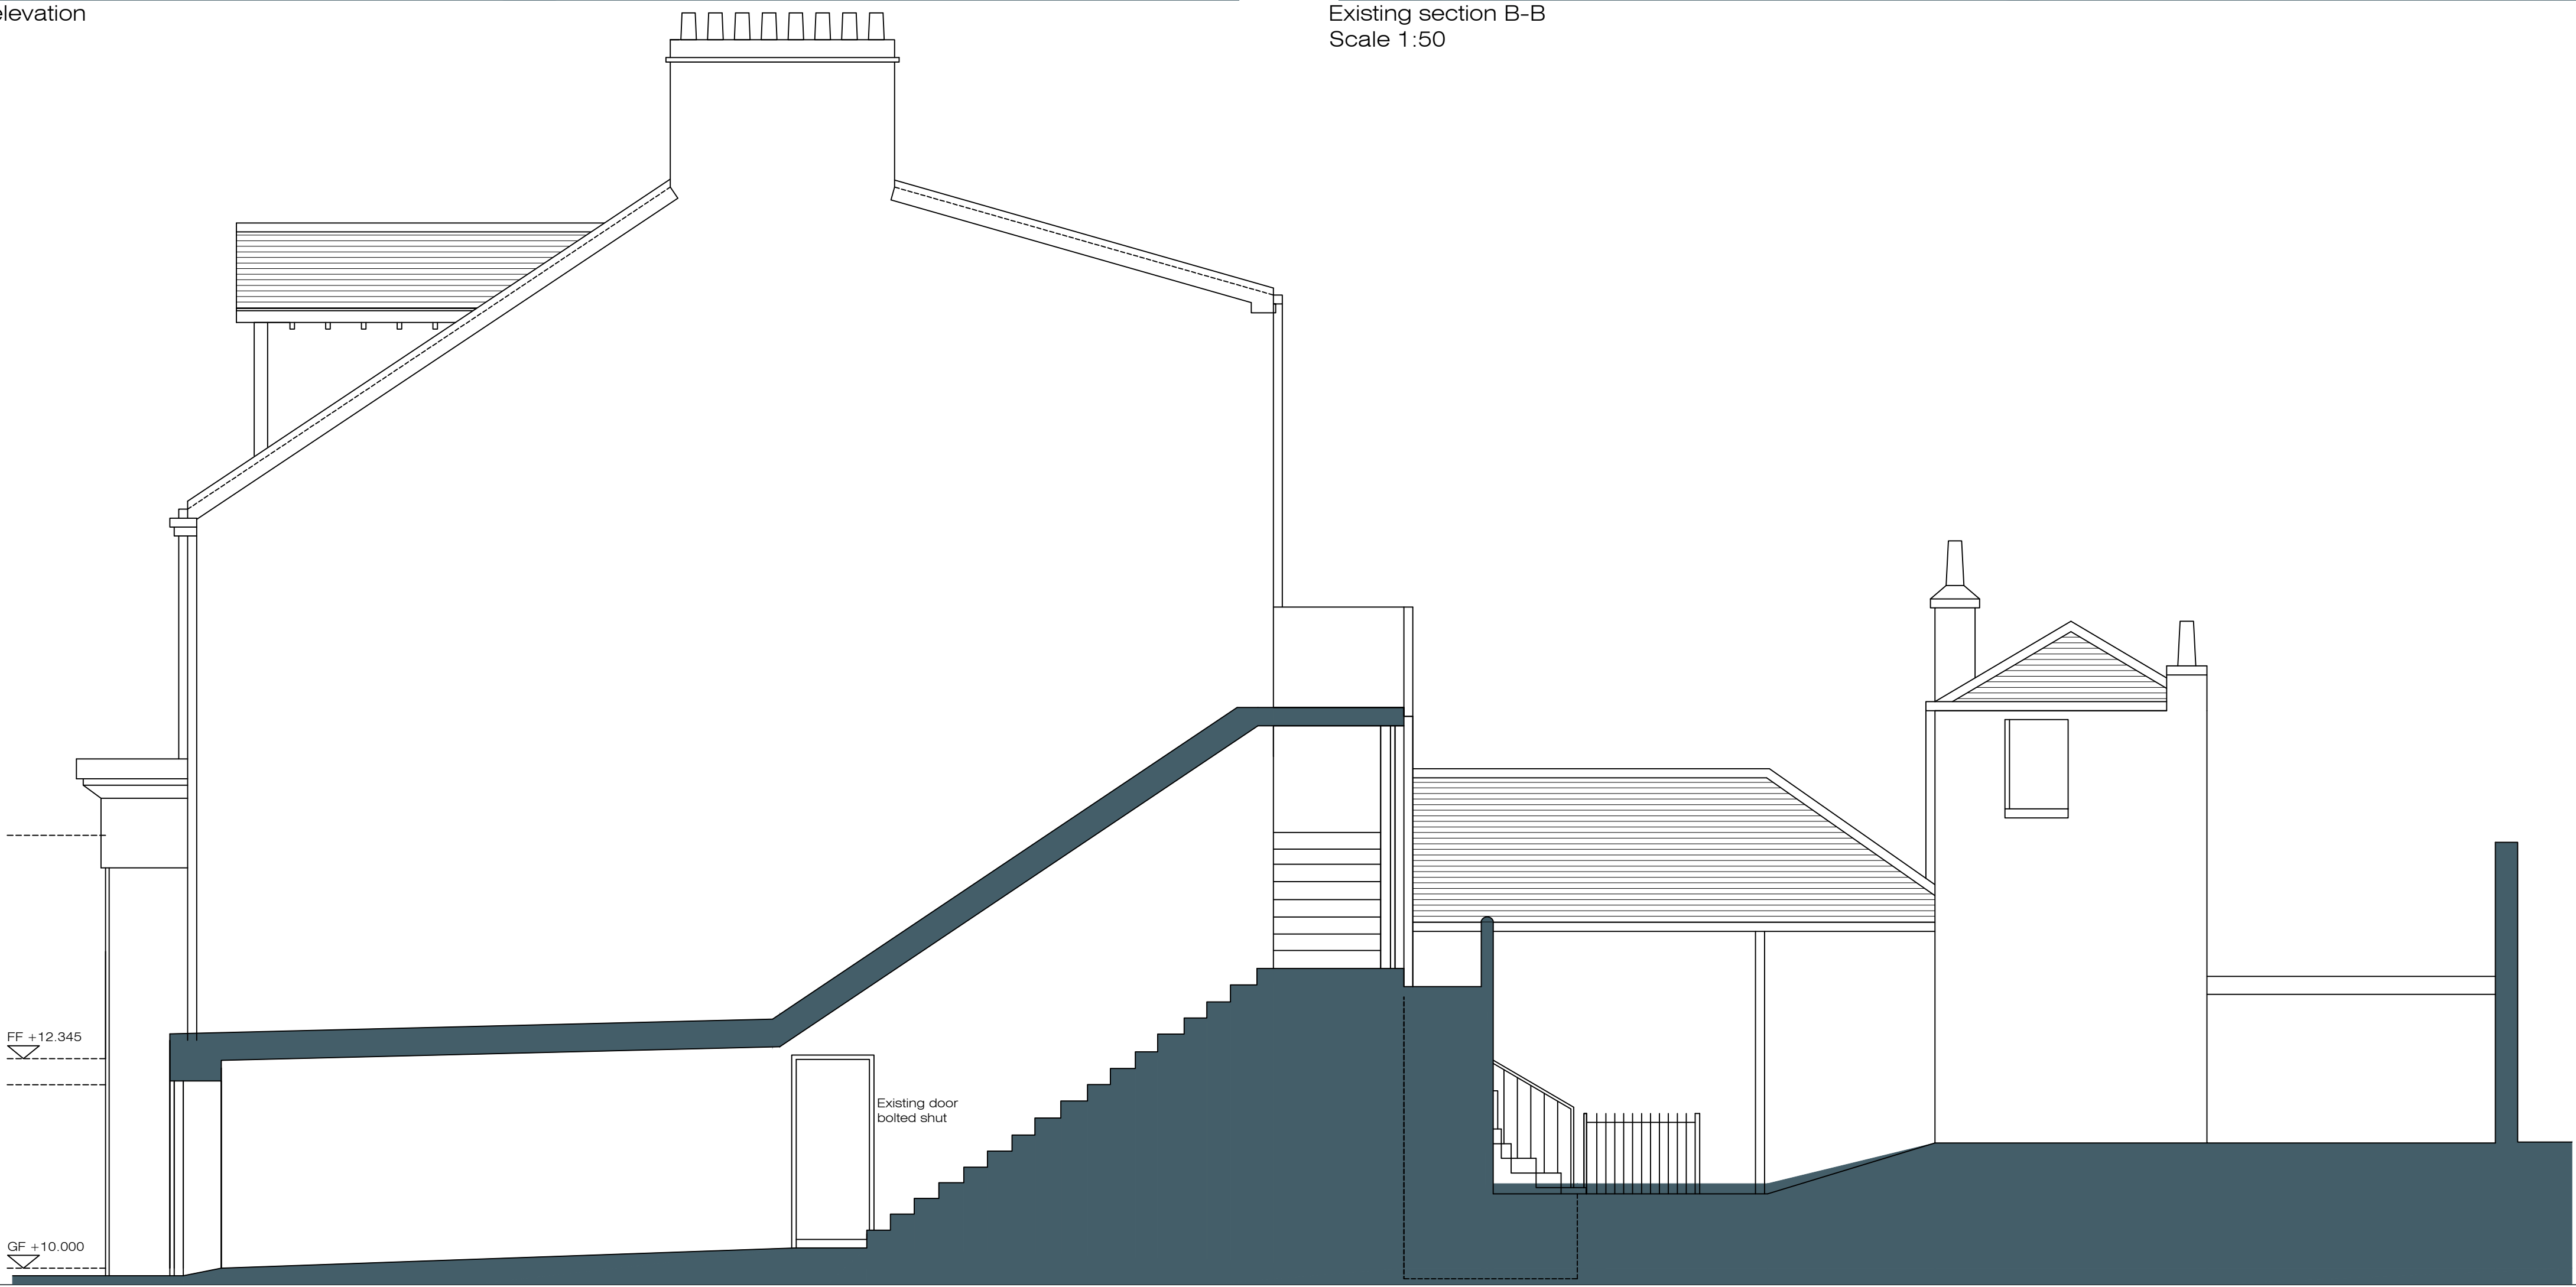 elevation
Existing section B-B
Scale 1:50
FF +12.345
Existing door
bolted shut
GF +10.000